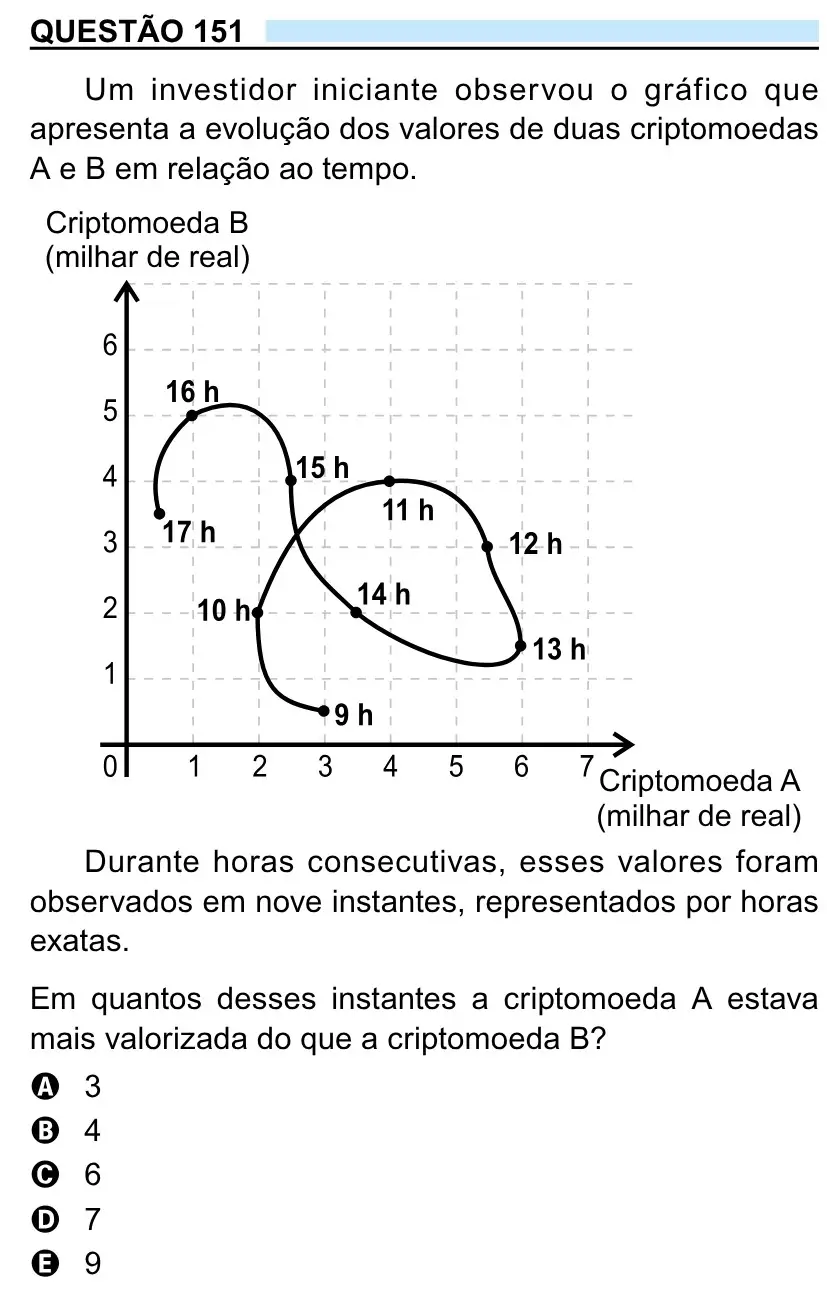 QUESTÃO 151
Um investidor iniciante observou o gráfico que
apresenta a evolução dos valores de duas criptomoedas
A e B em relação ao tempo.
Criptomoeda B
(milhar de real)
6
16 h
5
15 h
4
11 h
17 h
12 h
3
14 h
10 h
2
13 h
1
9 h
0 1 2 3 4 5 6 7
Criptomoeda A
(milhar de real)
Durante horas consecutivas, esses valores foram
observados em nove instantes, representados por horas
exatas.
Em quantos desses instantes a criptomoeda A estava
mais valorizada do que a criptomoeda B?
A 3
B 4
C 6
D 7
E 9